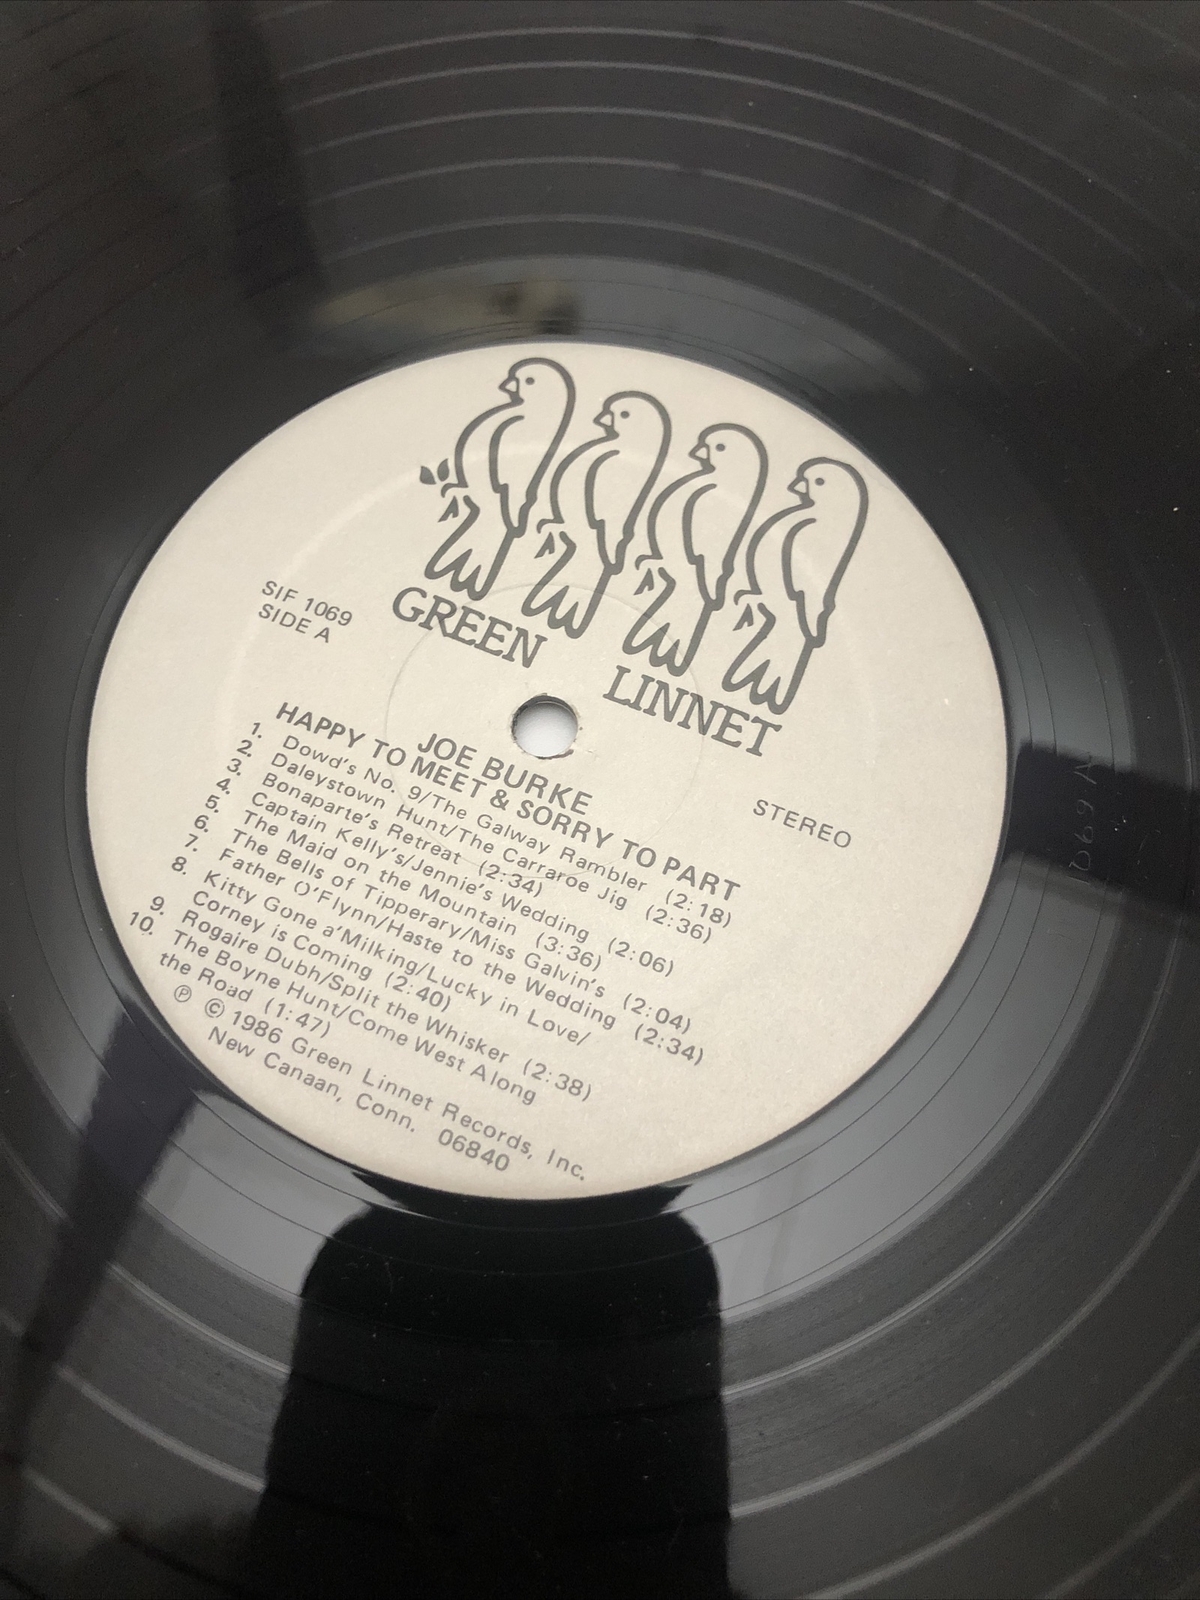 GREEN LINNET
SIF 1069
SIDE A
STEREO
JOE BURKE
HAPPY TO MEET & SORRY TO PART
1. Dowd's No. 9/The Galway Rambler (2:18)
2. Daleystown Hunt/The Carraroe Jig (2:36)
3. Bonaparte's Retreat (2:34)
4. Captain Kelly's/Jennie's Wedding (2:06)
5. The Maid on the Mountain (3:36)
6. The Bells of Tipperary/Miss Galvin's (2:04)
7. Father O'Flynn/Haste to the Wedding (2:34)
8. Kitty Gone a'Milking/Lucky in Love/
Corney is Coming (2:40)
9. Rogaire Dubh/Split the Whisker (2:38)
10. The Boyne Hunt/Come West Along
the Road (1:47)
℗ © 1986 Green Linnet Records, Inc.
New Canaan, Conn. 06840